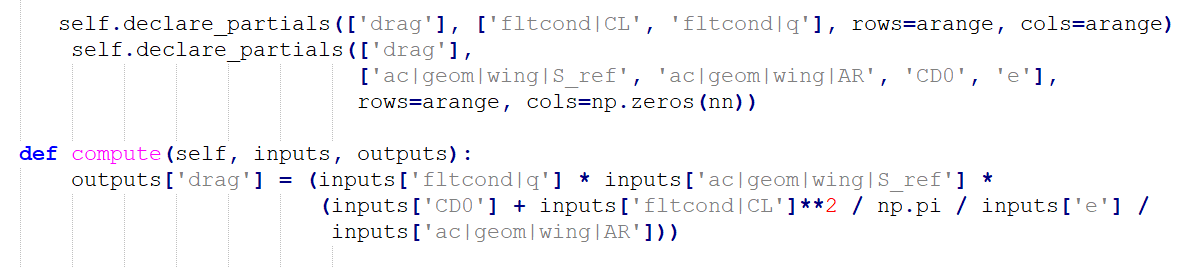 self.declare_partials(['drag'], ['fltcond|CL', 'fltcond|q'], rows=arange, cols=arange)
self.declare_partials(['drag'],
['ac|geom|wing|S_ref', 'ac|geom|wing|AR', 'CD0', 'e'],
rows=arange, cols=np.zeros(nn))
def compute(self, inputs, outputs):
outputs['drag'] = (inputs['fltcond|q'] * inputs['ac|geom|wing|S_ref'] *
(inputs['CD0'] + inputs['fltcond|CL']**2 / np.pi / inputs['e'] /
inputs['ac|geom|wing|AR']))